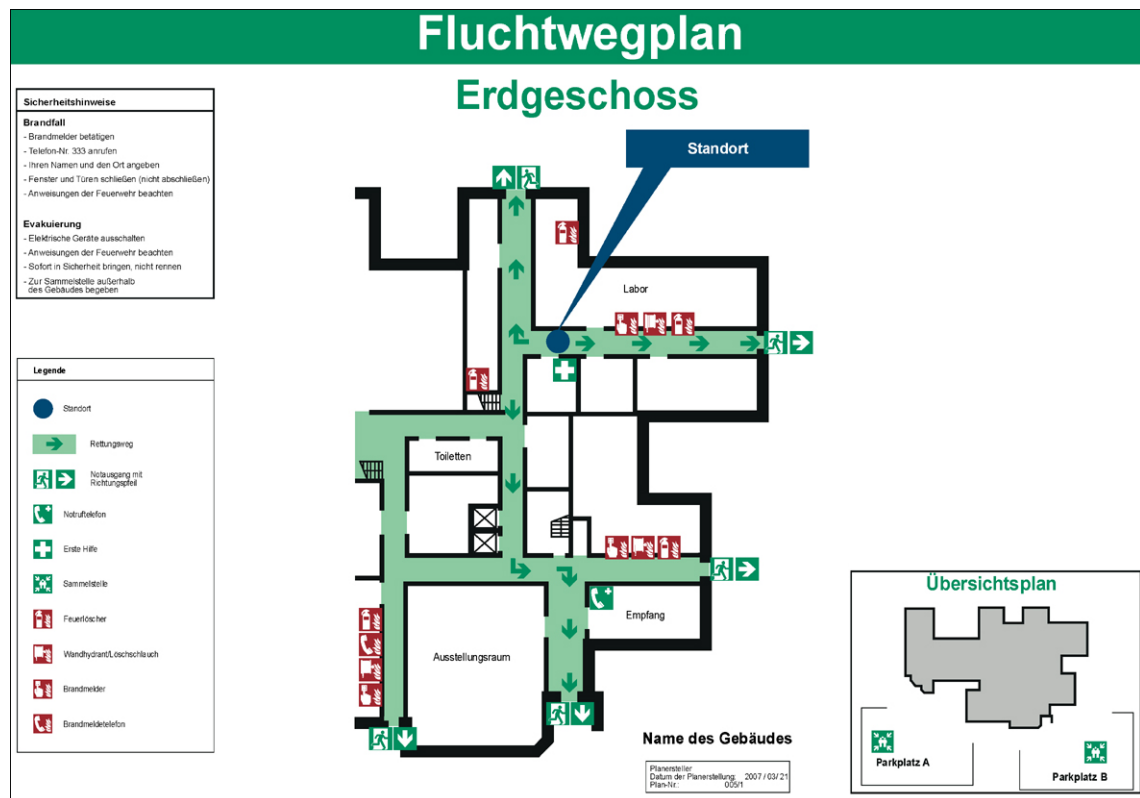 Fluchtwegplan
Erdgeschoss
Sicherheitshinweise
Brandfall
- Brandmelder betätigen
- Telefon-Nr. 333 anrufen
- Ihren Namen und den Ort angeben
- Fenster und Türen schließen (nicht abschließen)
- Anweisungen der Feuerwehr beachten
Evakuierung
- Elektrische Geräte ausschalten
- Anweisungen der Feuerwehr beachten
- Sofort in Sicherheit bringen, nicht rennen
- Zur Sammelstelle außerhalb
des Gebäudes begeben
Legende
Standort
Rettungsweg
Notausgang mit
Richtungspfeil
Notruftelefon
Erste Hilfe
Sammelstelle
Feuerlöscher
Wandhydrant/Löschschlauch
Brandmelder
Brandmeldetelefon
Standort
Labor
Toiletten
Empfang
Ausstellungsraum
Name des Gebäudes
Planersteller
Datum der Planerstellung: 2007 / 03/ 21
Plan-Nr.: 005/1
Übersichtsplan
Parkplatz A
Parkplatz B